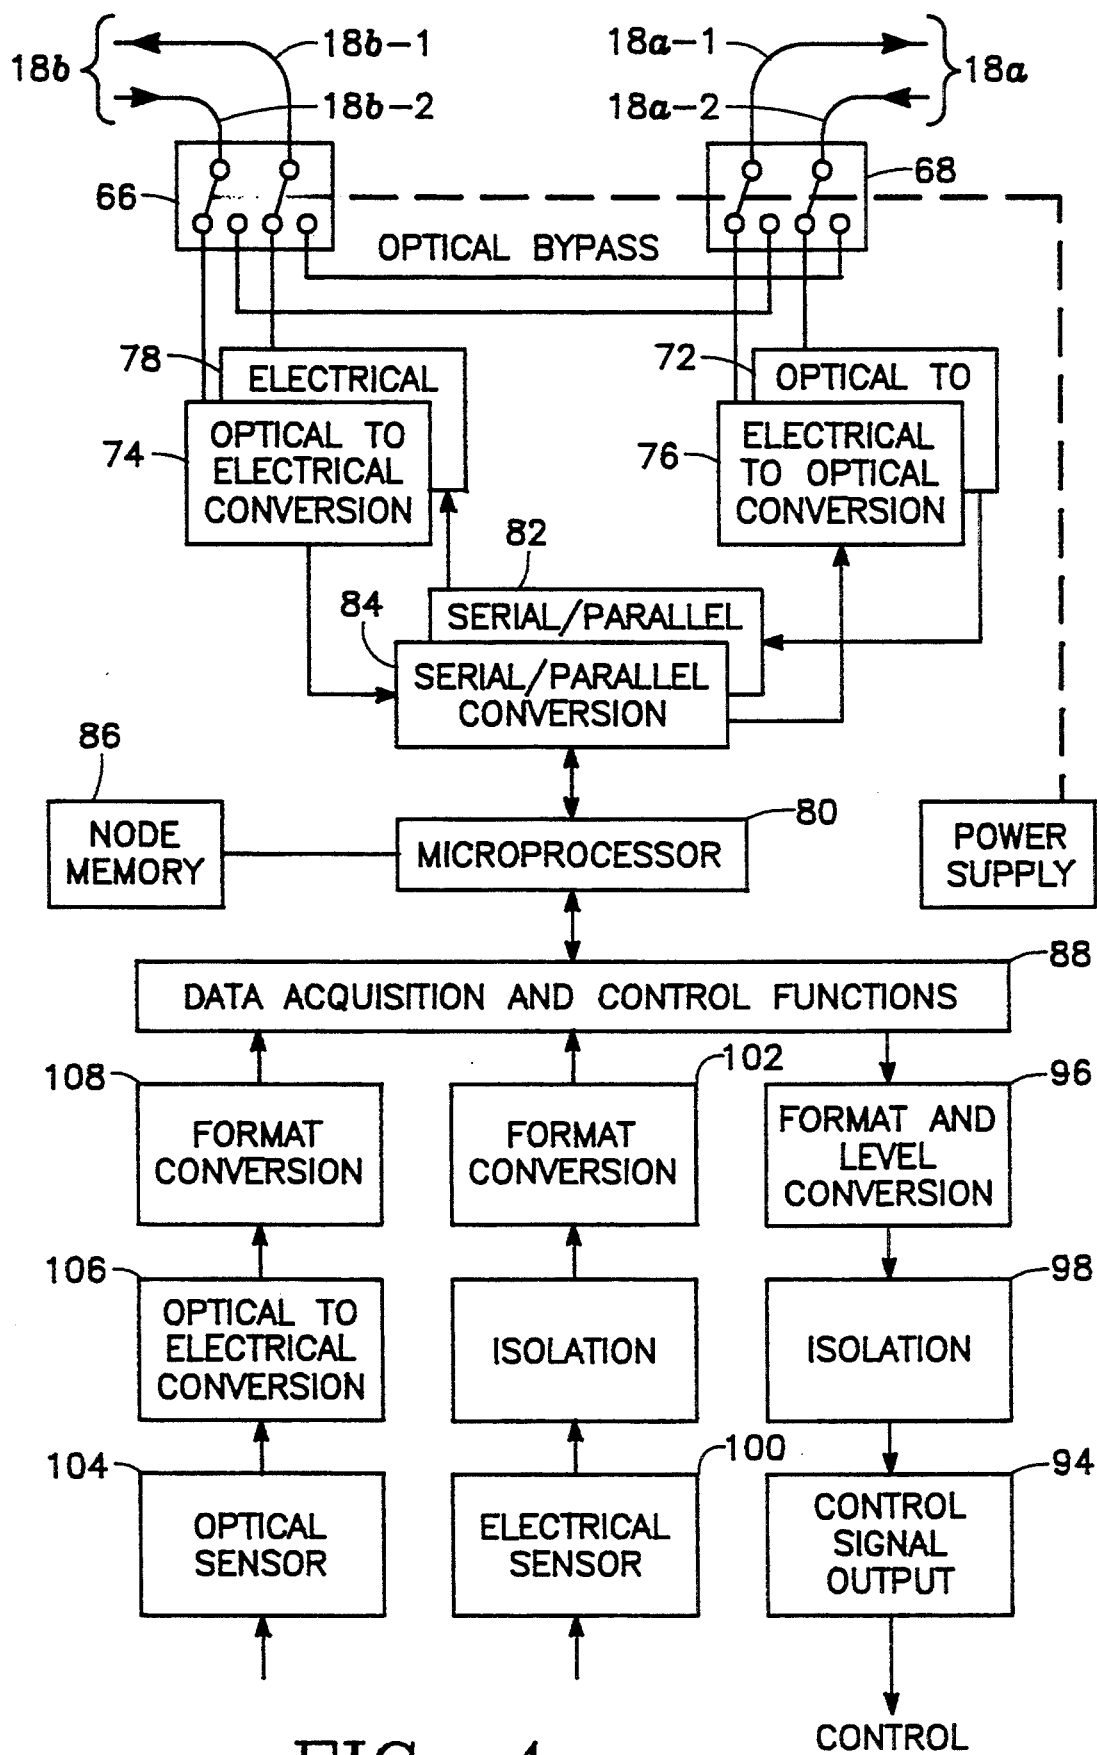 18b
18b-1
18b-2
18a-1
18a-2
18a
66
68
OPTICAL BYPASS
78
ELECTRICAL
72
OPTICAL TO
74
OPTICAL TO
ELECTRICAL
CONVERSION
76
ELECTRICAL
TO OPTICAL
CONVERSION
82
SERIAL/PARALLEL
84
SERIAL/PARALLEL
CONVERSION
86
NODE
MEMORY
80
MICROPROCESSOR
POWER
SUPPLY
88
DATA ACQUISITION AND CONTROL FUNCTIONS
108
FORMAT
CONVERSION
102
FORMAT
CONVERSION
96
FORMAT AND
LEVEL
CONVERSION
106
OPTICAL TO
ELECTRICAL
CONVERSION
ISOLATION
98
ISOLATION
104
OPTICAL
SENSOR
100
ELECTRICAL
SENSOR
94
CONTROL
SIGNAL
OUTPUT
CONTROL
FIG. 4